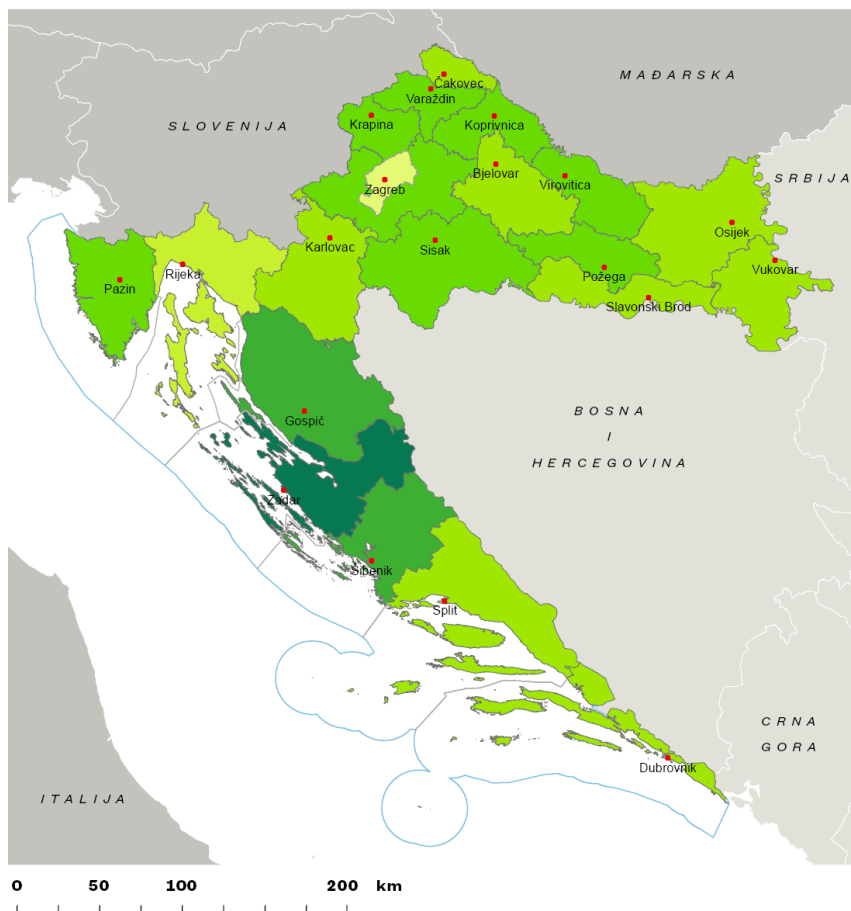 MAĐARSKA
Čakovec
Varaždin
SLOVENIJA
Krapina
Koprivnica
SRBIJA
Bjelovar
Zagreb
Virovitica
Osijek
Karlovac
Sisak
Vukovar
Rijeka
Požega
Pazin
Slavonski Brod
BOSNA
I
HERCEGOVINA
Gospić
Zadar
Šibenik
Split
CRNA
GORA
Dubrovnik
ITALIJA
0 50 100 200 km